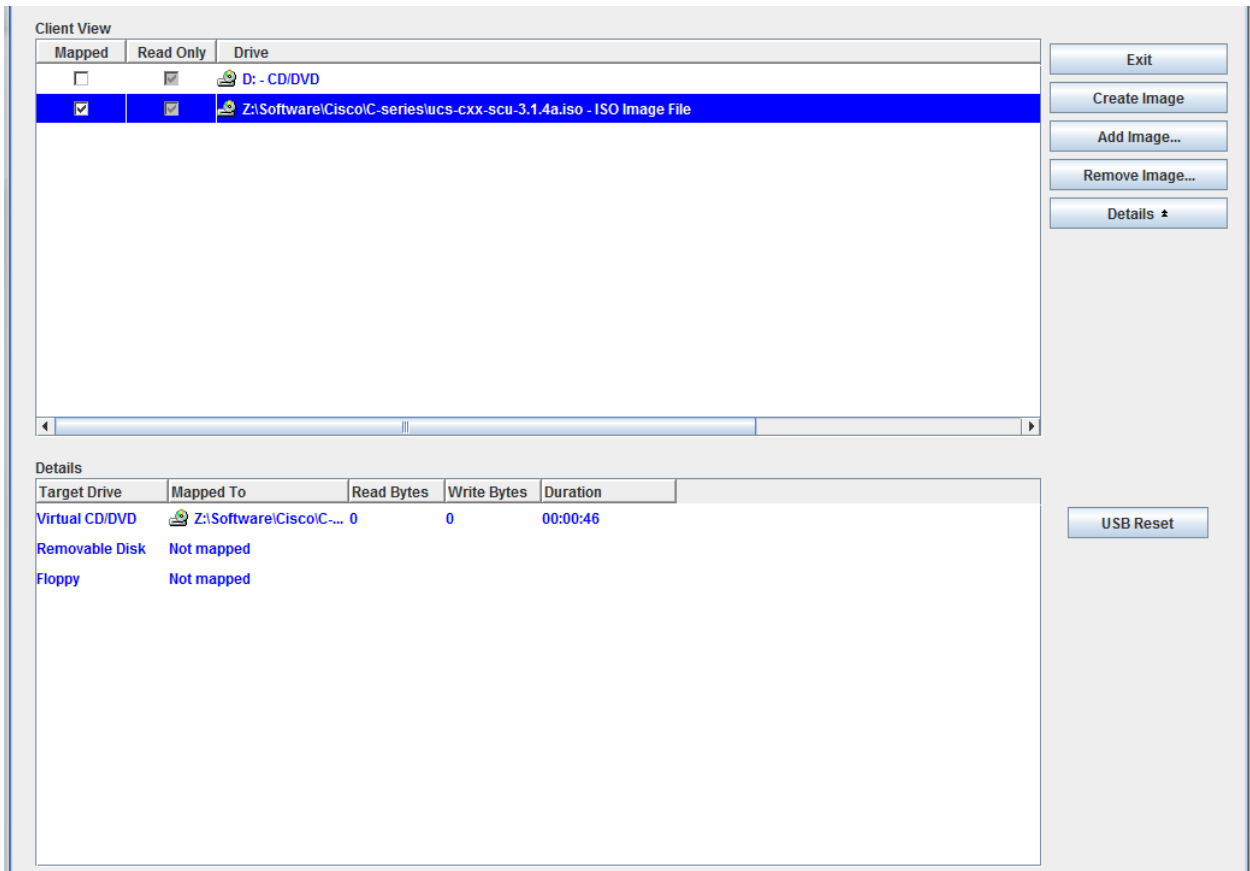 Client View
Mapped Read Only Drive
D: - CD/DVD
Z:\Software\Cisco\C-series\ucs-cxx-scu-3.1.4a.iso - ISO Image File
Exit
Create Image
Add Image...
Remove Image...
Details
Details
Target Drive Mapped To Read Bytes Write Bytes Duration
Virtual CD/DVD Z:\Software\Cisco\C-... 0 0 00:00:46
Removable Disk Not mapped
Floppy Not mapped
USB Reset